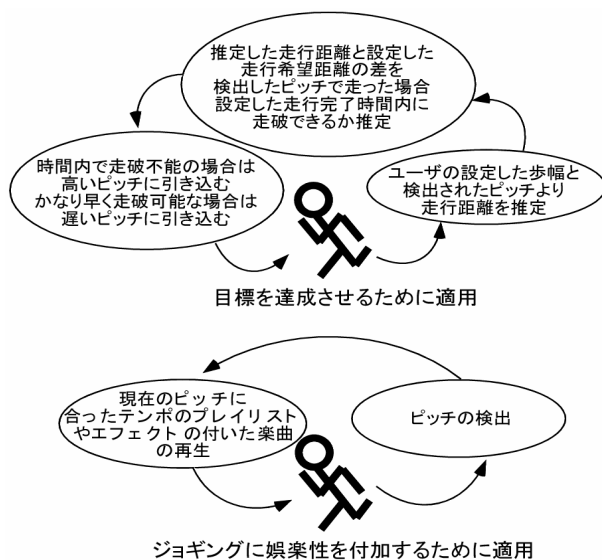 推定した走行距離と設定した
走行希望距離の差を
検出したピッチで走った場合
設定した走行完了時間内に
走破できるか推定
時間内で走破不能の場合は
高いピッチに引き込む
かなり早く走破可能な場合は
遅いピッチに引き込む
ユーザの設定した歩幅と
検出されたピッチより
走行距離を推定
目標を達成させるために適用
現在のピッチに
合ったテンポのプレイリスト
やエフェクトの付いた楽曲
の再生
ピッチの検出
ジョギングに娯楽性を付加するために適用